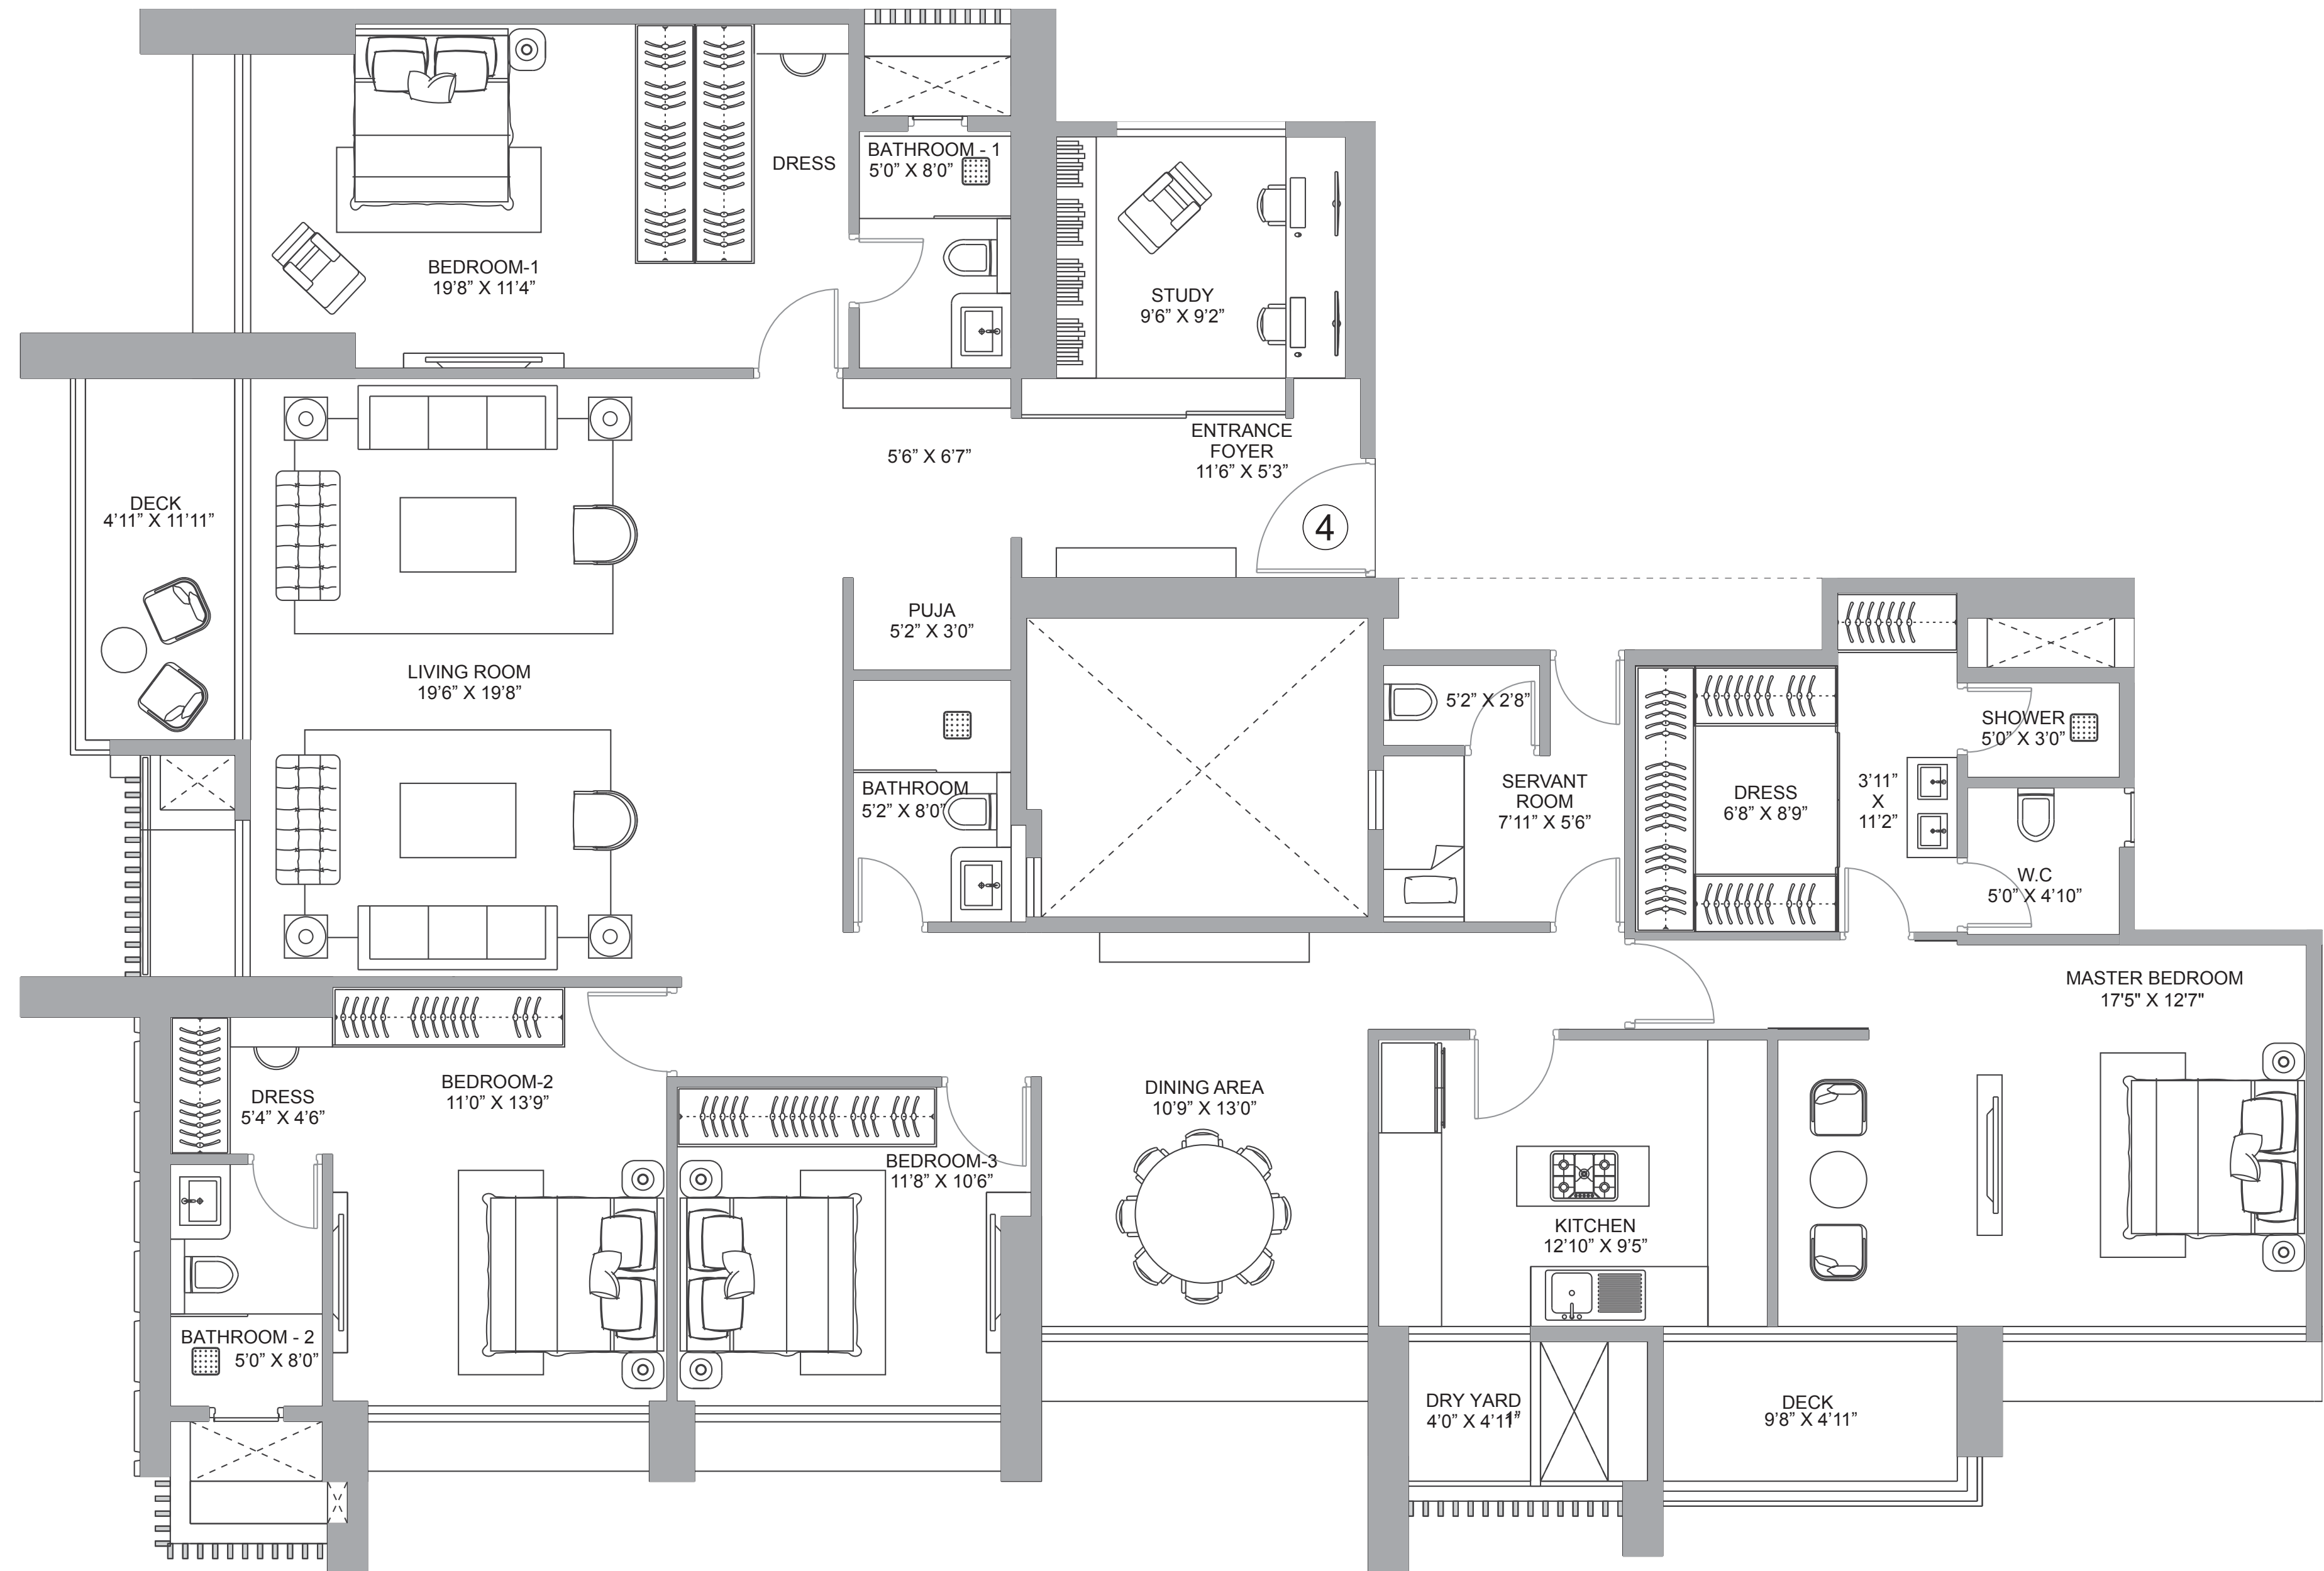 DRESS
BATHROOM - 1
5’0” X 8’0”
BEDROOM-1
19’8” X 11’4”
STUDY
9’6” X 9’2”
ENTRANCE
FOYER
11’6” X 5’3”
5’6” X 6’7”
4
DECK
4’11” X 11’11”
PUJA
5’2” X 3’0”
LIVING ROOM
19’6” X 19’8”
BATHROOM
5’2” X 8’0”
5’2” X 2’8”
SERVANT
ROOM
7’11” X 5’6”
DRESS
6’8” X 8’9”
3’11”
X
11’2”
SHOWER
5’0” X 3’0”
W.C
5’0” X 4’10”
MASTER BEDROOM
17'5" X 12'7"
DRESS
5’4” X 4’6”
BEDROOM-2
11’0” X 13’9”
BEDROOM-3
11’8” X 10’6”
DINING AREA
10’9” X 13’0”
KITCHEN
12’10” X 9’5”
BATHROOM - 2
5’0” X 8’0”
DRY YARD
4’0” X 4’11”
DECK
9’8” X 4’11”